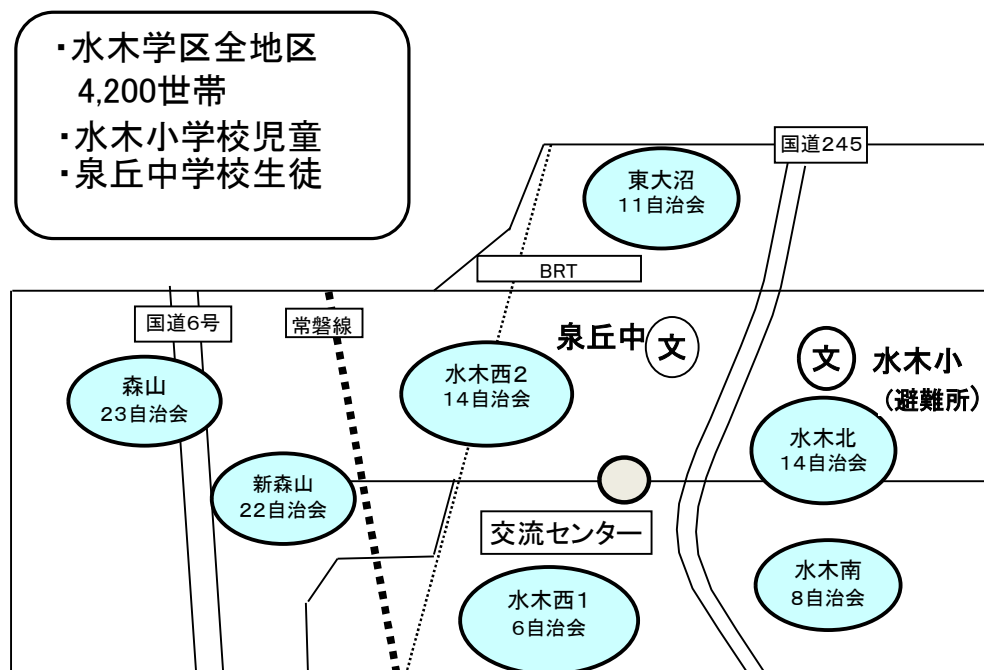 ・水木学区全地区
4,200世帯
・水木小学校児童
・泉丘中学校生徒
国道245
東大沼
11自治会
BRT
国道6号
常磐線
泉丘中
文
文
水木小
(避難所)
森山
23自治会
水木西2
14自治会
水木北
14自治会
新森山
22自治会
交流センター
水木南
8自治会
水木西1
6自治会